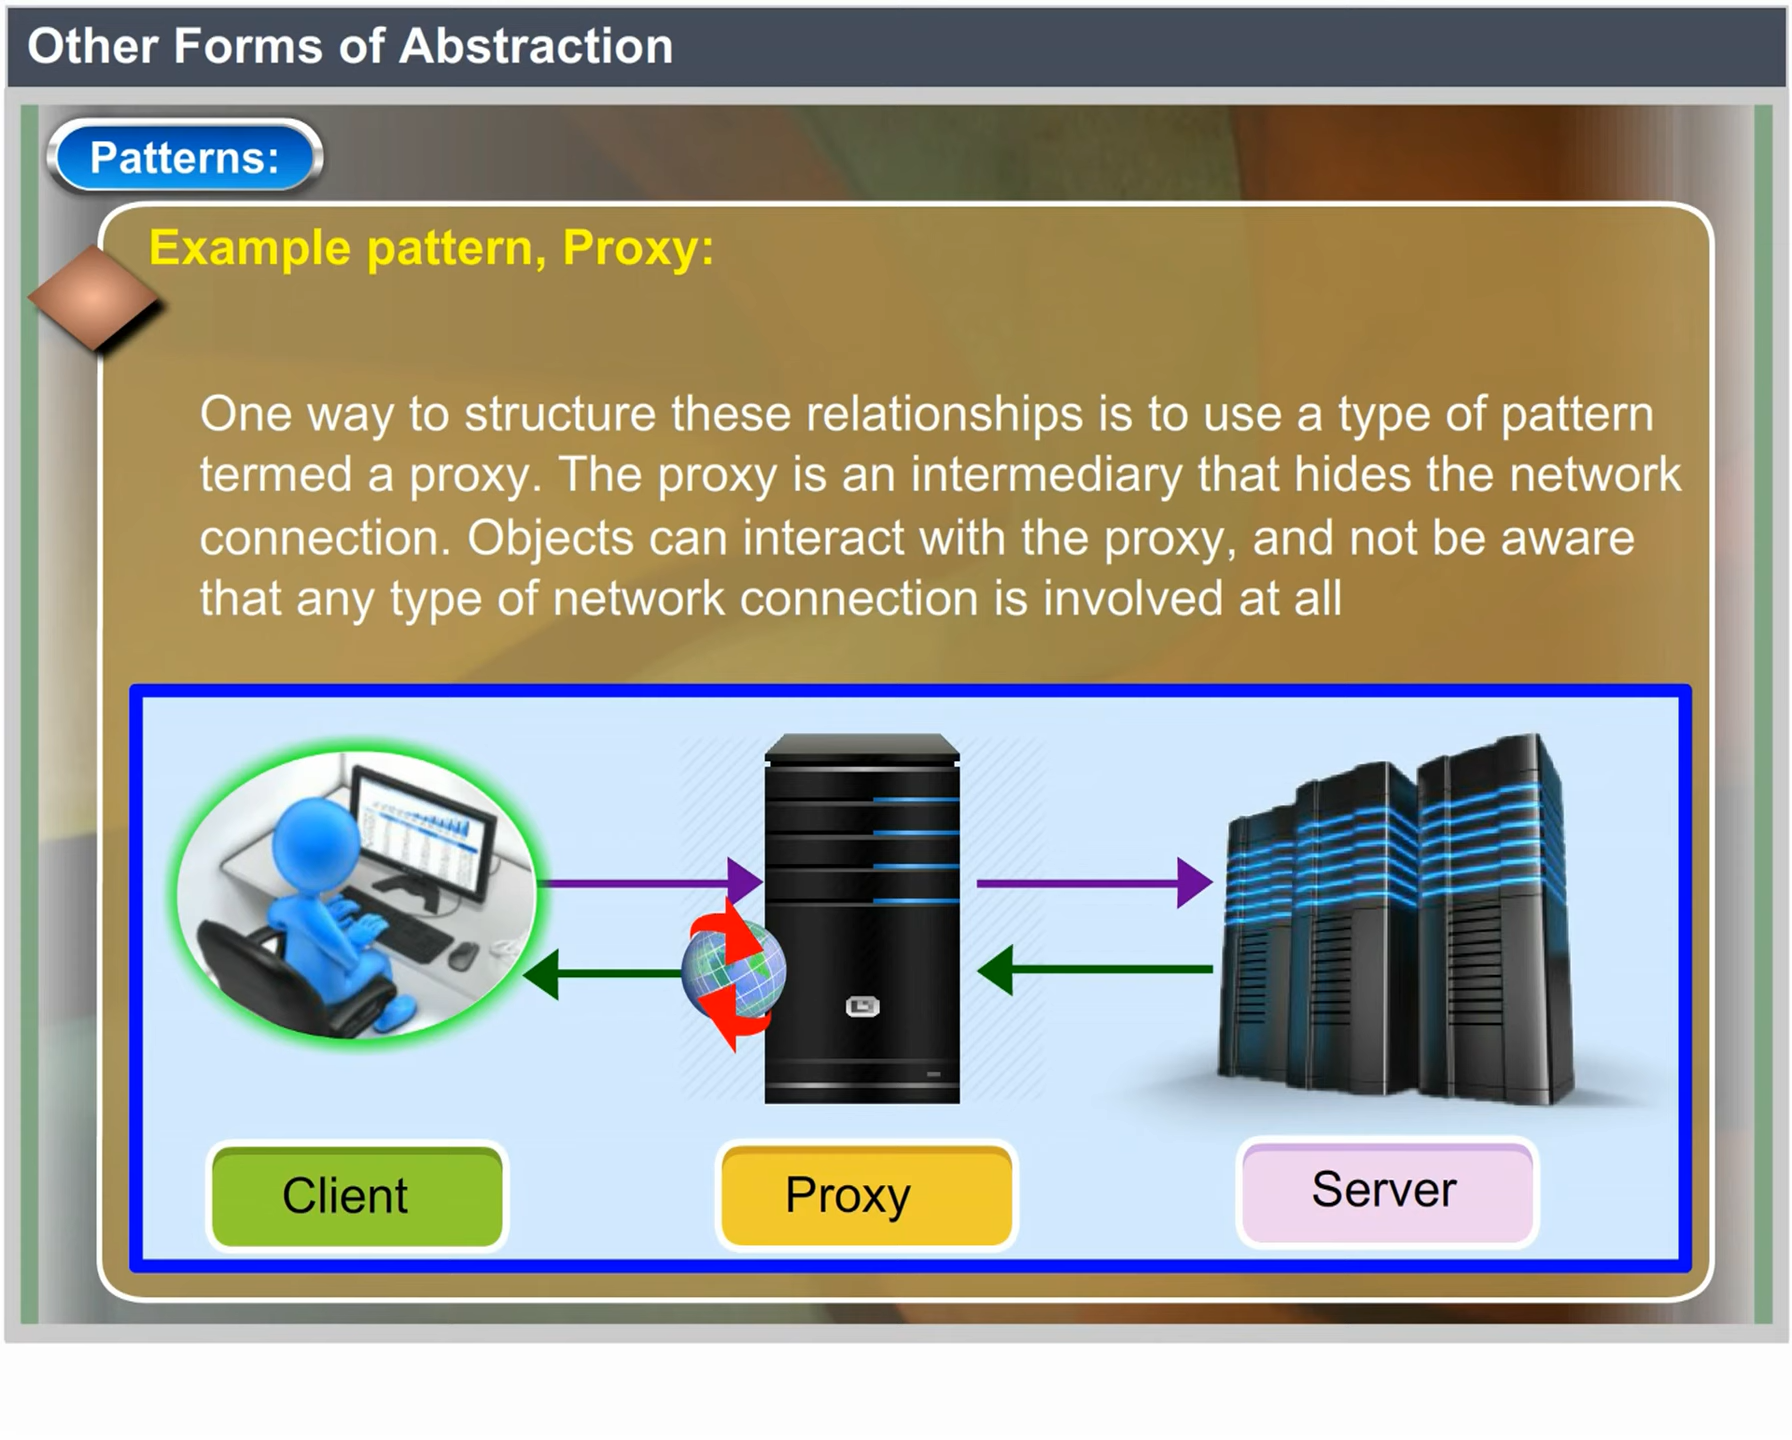 Other Forms of Abstraction
Patterns:
Example pattern, Proxy:
One way to structure these relationships is to use a type of pattern
termed a proxy. The proxy is an intermediary that hides the network
connection. Objects can interact with the proxy, and not be aware
that any type of network connection is involved at all
Client
Proxy
Server